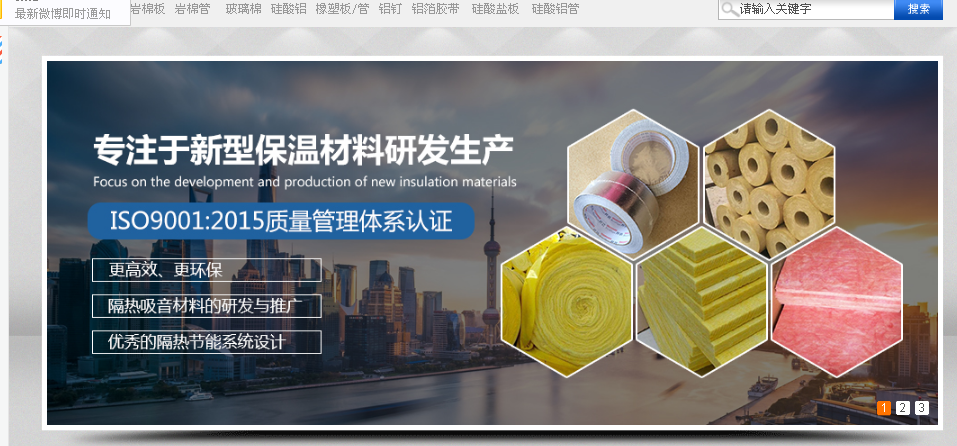 岩棉板 岩棉管 玻璃棉 硅酸铝 橡塑板/管 铝钉 铝箔胶带 硅酸盐板 硅酸铝管
请输入关键字
搜索
最新微博即时通知
专注于新型保温材料研发生产
Focus on the development and production of new insulation materials
ISO9001:2015质量管理体系认证
更高效、更环保
隔热吸音材料的研发与推广
优秀的隔热节能系统设计
1 2 3